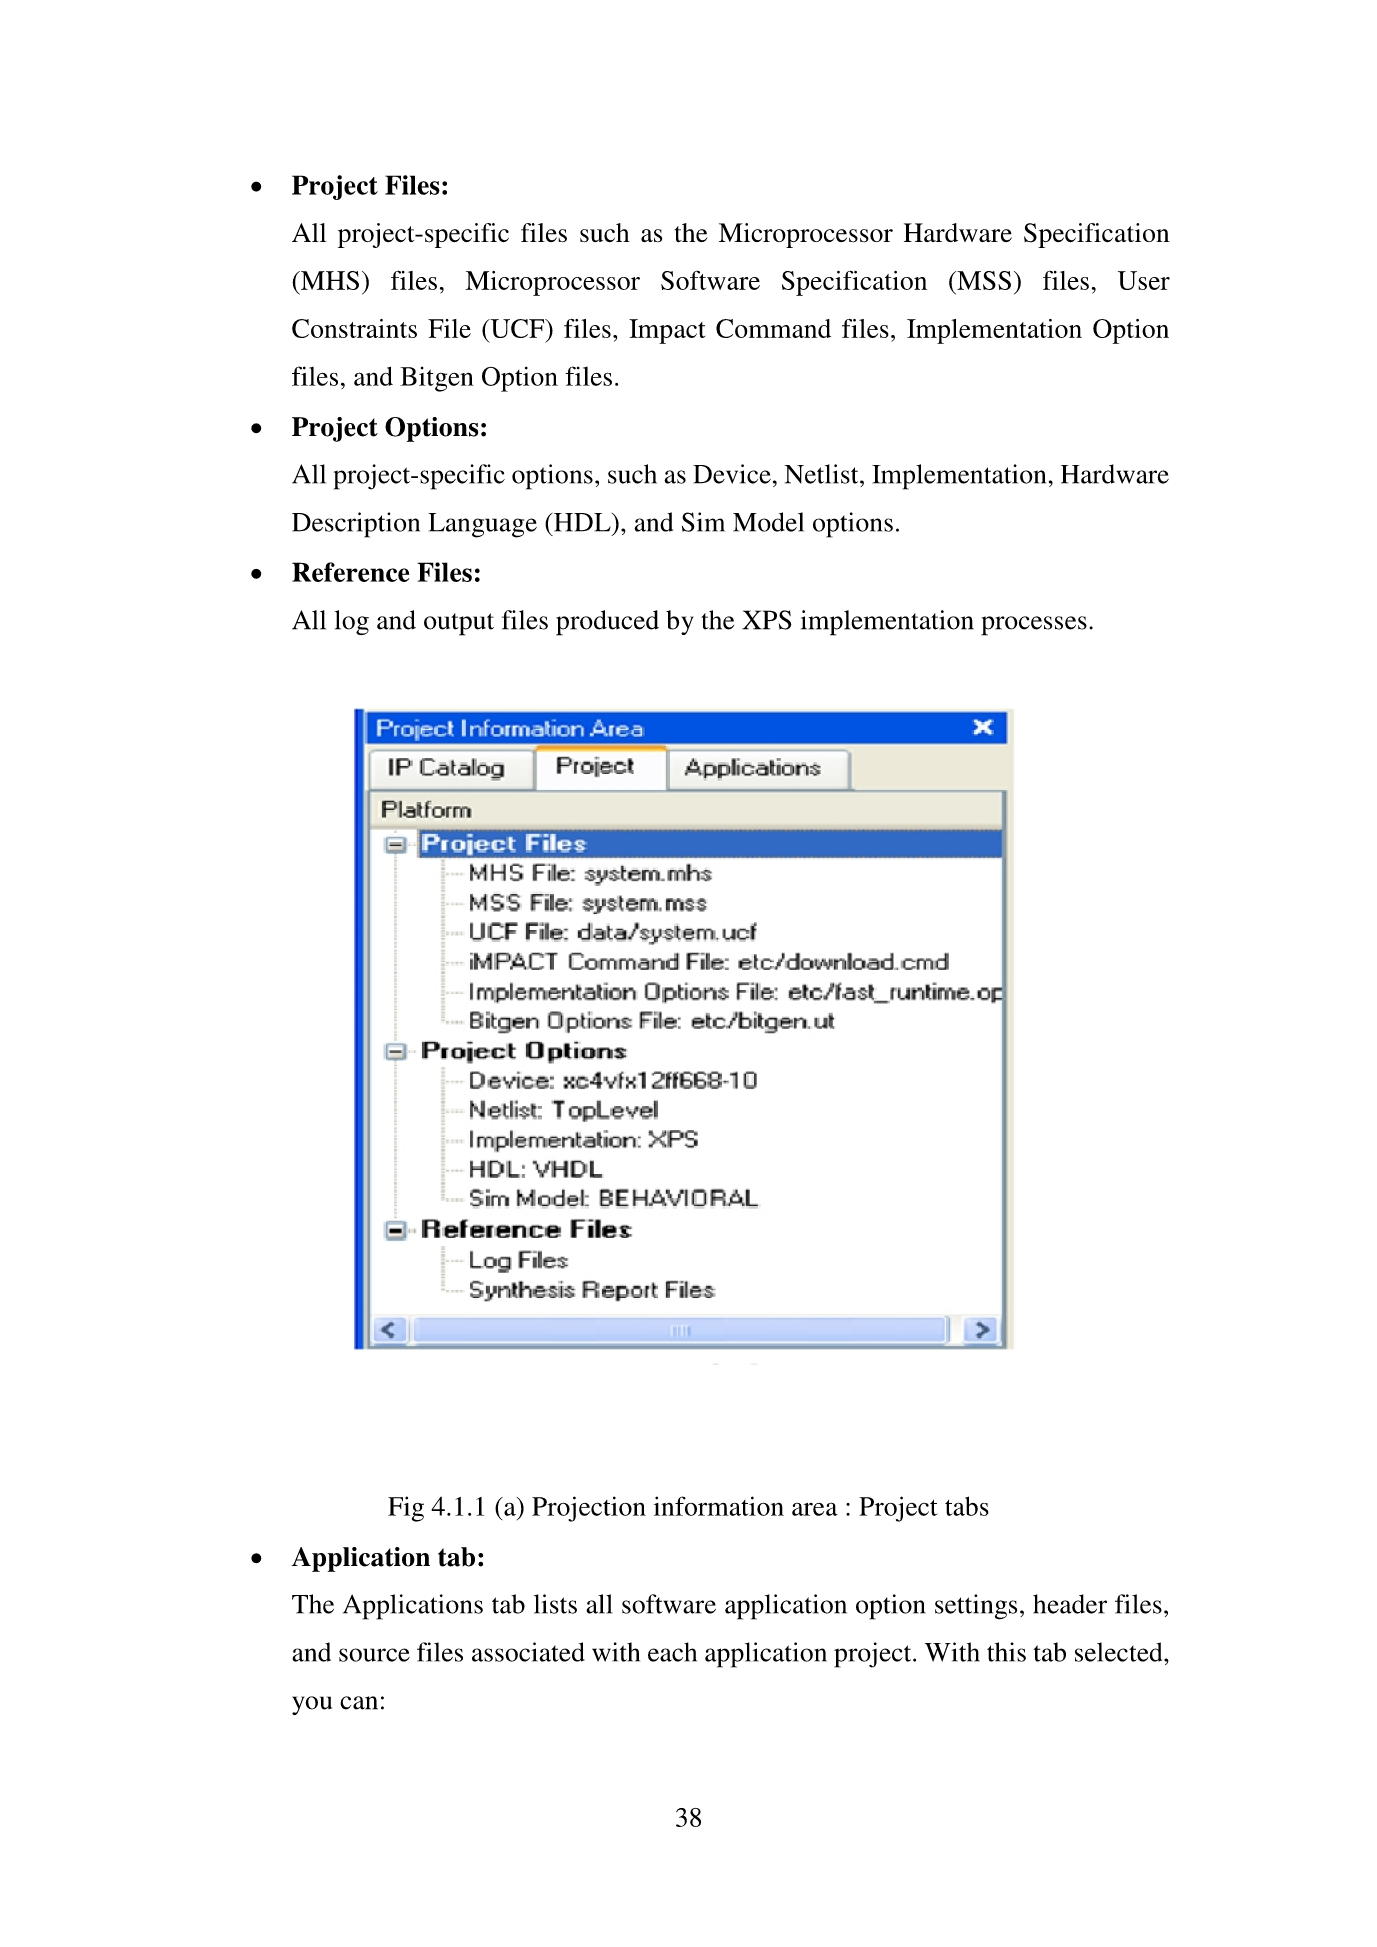 • Project Files:
All project-specific files such as the Microprocessor Hardware Specification
(MHS) files, Microprocessor Software Specification (MSS) files, User
Constraints File (UCF) files, Impact Command files, Implementation Option
files, and Bitgen Option files.
• Project Options:
All project-specific options, such as Device, Netlist, Implementation, Hardware
Description Language (HDL), and Sim Model options.
• Reference Files:
All log and output files produced by the XPS implementation processes.
Project Information Area
IP Catalog Project Applications
Platform
Project Files
MHS File: system.mhs
MSS File: system.mss
UCF File: data/system.ucf
iMPACT Command File: etc/download.cmd
Implementation Options File: etc/fast_runtime.op
Bitgen Options File: etc/bitgen.ut
Project Options
Device: xc4vfx12ff668-10
Netlist: TopLevel
Implementation: XPS
HDL: VHDL
Sim Model: BEHAVIORAL
Reference Files
Log Files
Synthesis Report Files
Fig 4.1.1 (a) Projection information area : Project tabs
• Application tab:
The Applications tab lists all software application option settings, header files,
and source files associated with each application project. With this tab selected,
you can:
38